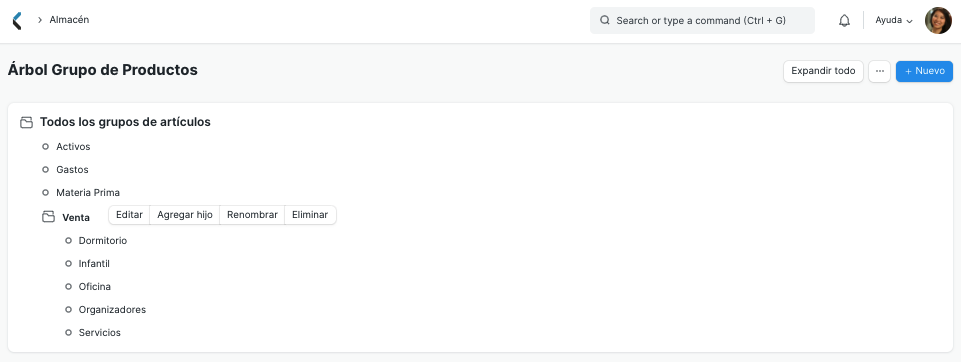 Almacén
Search or type a command (Ctrl + G)
Ayuda
Árbol Grupo de Productos
Expandir todo
···
+ Nuevo
Todos los grupos de artículos
Activos
Gastos
Materia Prima
Venta
Editar
Agregar hijo
Renombrar
Eliminar
Dormitorio
Infantil
Oficina
Organizadores
Servicios